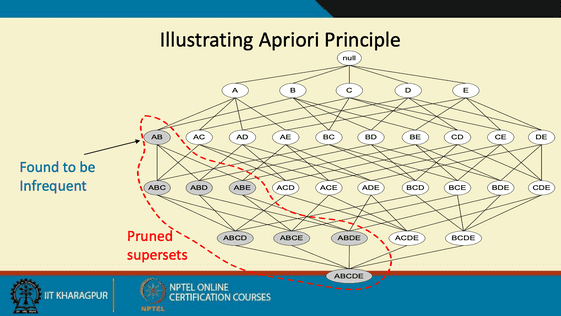 Illustrating Apriori Principle
null
A B C D E
AB AC AD AE BC BD BE CD CE DE
Found to be
Infrequent
ABC ABD ABE ACD ACE ADE BCD BCE BDE CDE
ABCD ABCE ABDE ACDE BCDE
Pruned
supersets
ABCDE
IIT KHARAGPUR
NPTEL ONLINE
CERTIFICATION COURSES
NPTEL